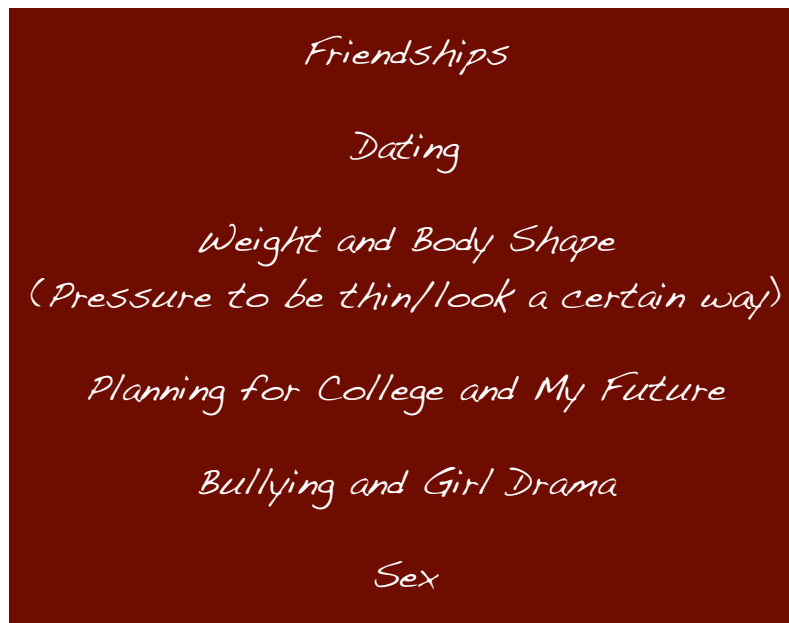 Friendships
Dating
Weight and Body Shape
(Pressure to be thin/look a certain way)
Planning for College and My Future
Bullying and Girl Drama
Sex